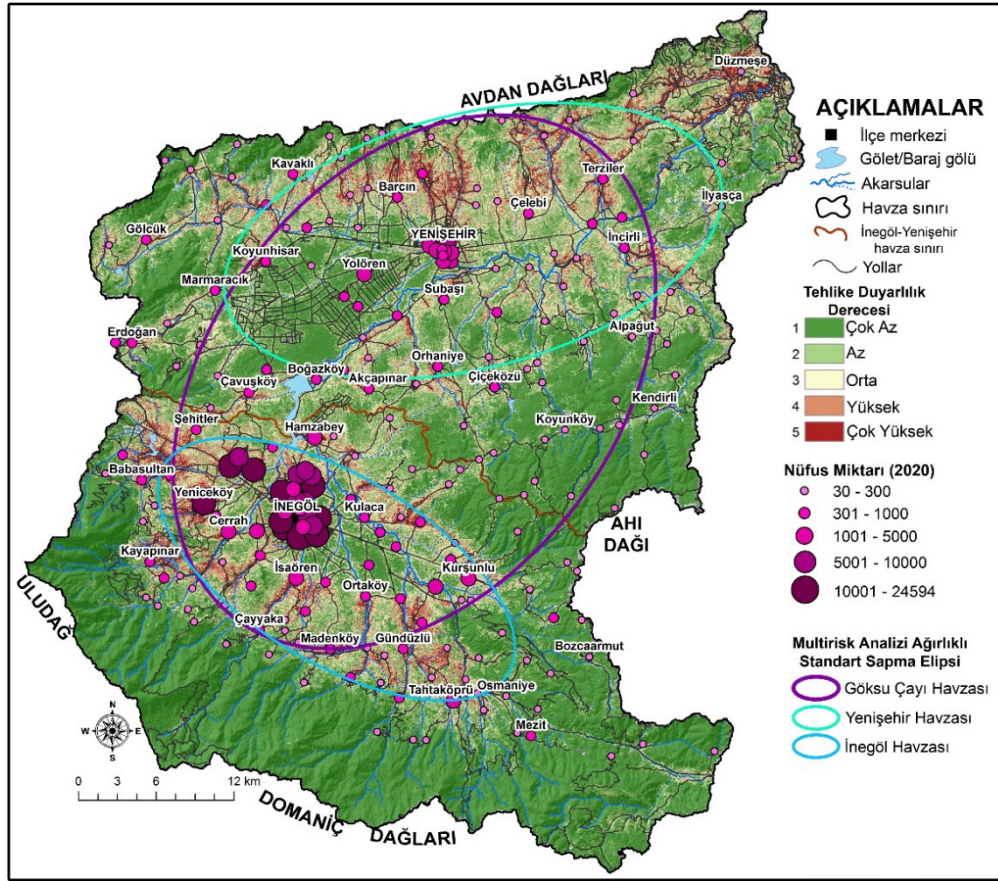 AVDAN DAĞLARI
Düzmeşe
Kavaklı
Barcın
Terziler
Çelebi
İlyasça
Gölcük
YENİŞEHİR
İncirli
Koyunhisar
Yolören
Marmaracık
Subaşı
Alpağut
Erdoğan
Orhaniye
Boğazköy
Akçapınar
Çavuşköy
Çiçeközü
Kendirli
Koyunköy
Şehitler
Hamzabey
Babasultan
Yeniceköy
İNEGÖL
Kulaca
Cerrah
AHI
DAĞI
Kayapınar
İsaören
Kurşunlu
Ortaköy
ULUDAĞ
Çayyaka
Madenköy
Gündüzlü
Bozcaarmut
Tahtaköprü
Osmaniye
Mezit
DOMANİÇ DAĞLARI
N
W E
S
0 3 6 12 km
AÇIKLAMALAR
İlçe merkezi
Gölet/Baraj gölü
Akarsular
Havza sınırı
İnegöl-Yenişehir
havza sınırı
Yollar
Tehlike Duyarlılık
Derecesi
1 Çok Az
2 Az
3 Orta
4 Yüksek
5 Çok Yüksek
Nüfus Miktarı (2020)
30 - 300
301 - 1000
1001 - 5000
5001 - 10000
10001 - 24594
Multirisk Analizi Ağırlıklı
Standart Sapma Elipsi
Göksu Çayı Havzası
Yenişehir Havzası
İnegöl Havzası